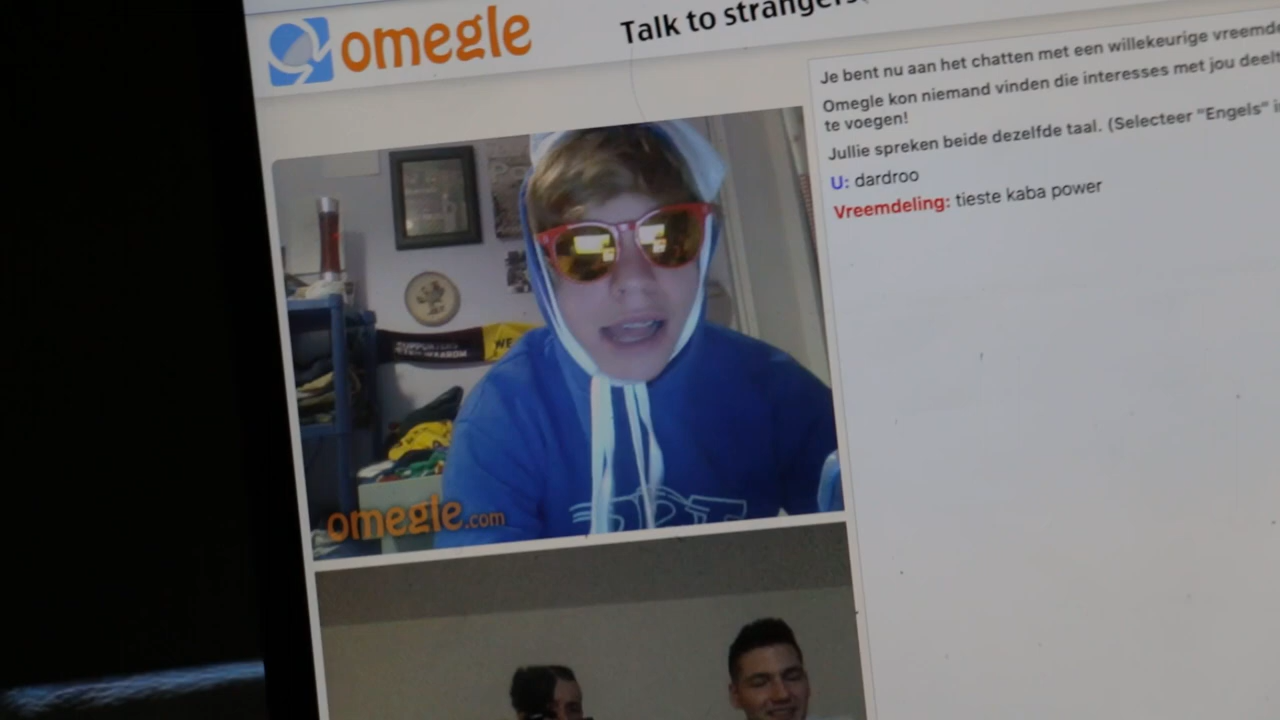 omegle
Talk to strangers
Je bent nu aan het chatten met een willekeurige
Omegle kon niemand vinden die interesses met jou deelt
te voegen!
Jullie spreken beide dezelfde taal. (Selecteer "Engels"
U: dardroo
Vreemdeling: tieste kaba power
WE
omegle.com